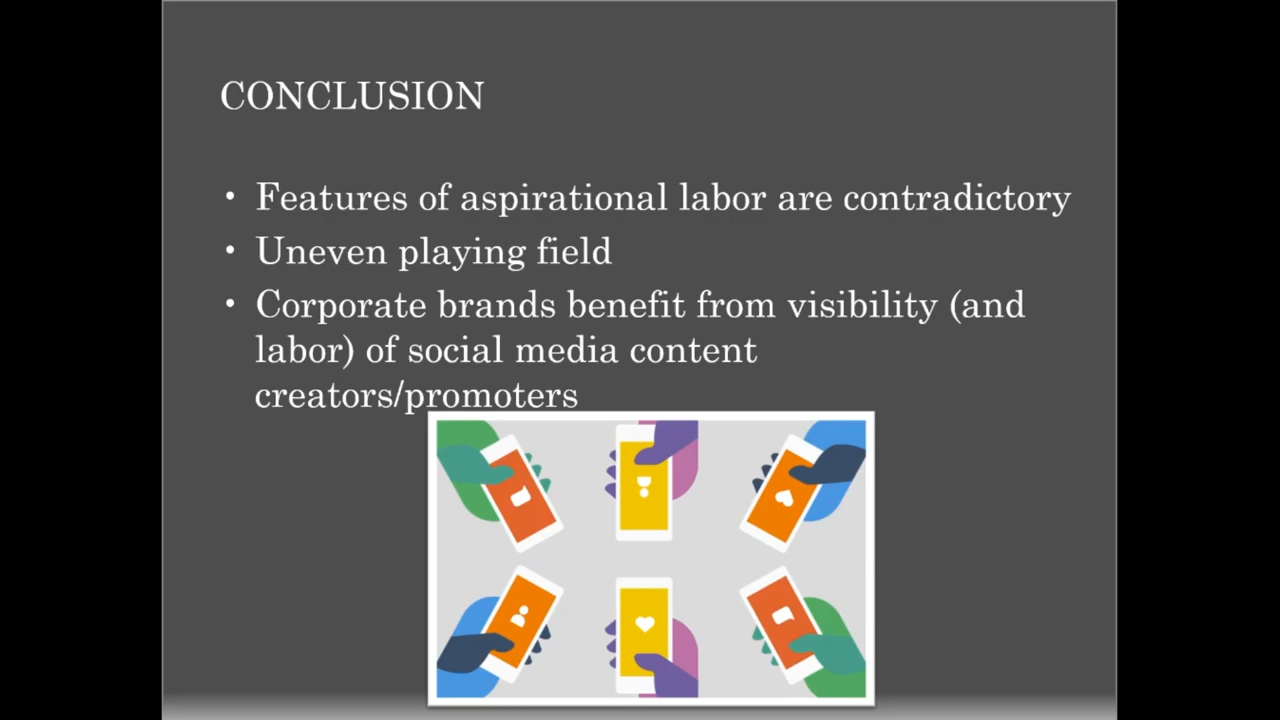 CONCLUSION
• Features of aspirational labor are contradictory
• Uneven playing field
• Corporate brands benefit from visibility (and
labor) of social media content
creators/promoters